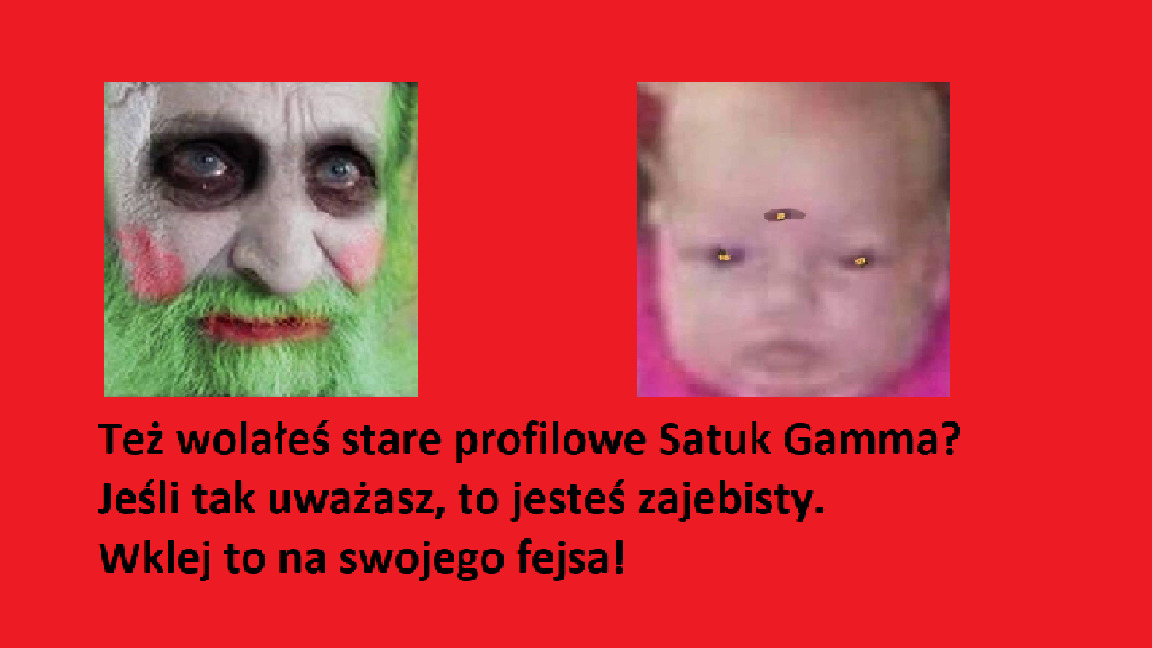 Też wolałeś stare profilowe Satuk Gamma?
Jeśli tak uważasz, to jesteś zajebisty.
Wklej to na swojego fejsa!